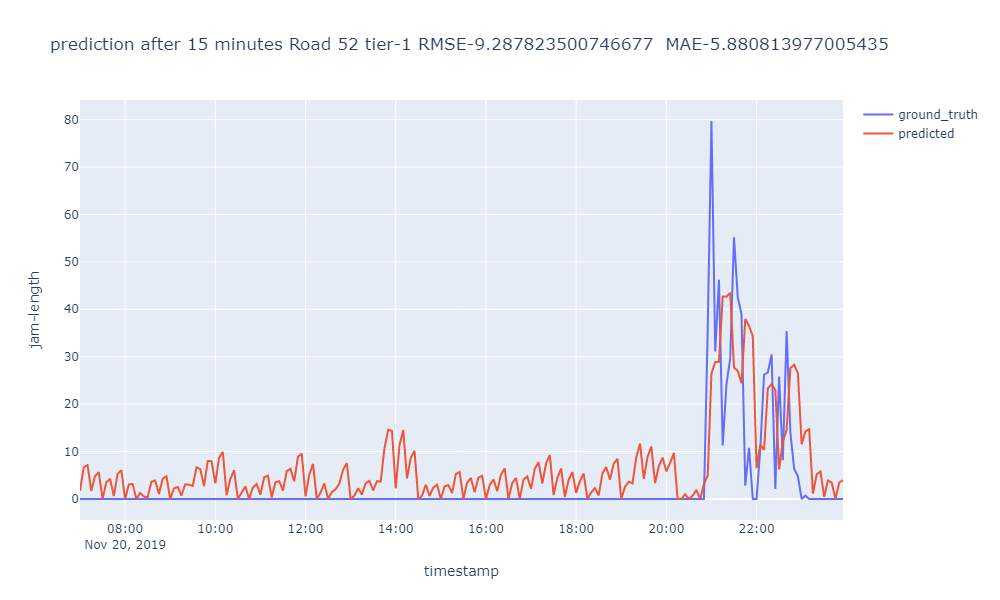 prediction after 15 minutes Road 52 tier-1 RMSE-9.287823500746677  MAE-5.880813977005435
ground_truth
predicted
80
70
60
50
40
30
20
10
0
jam-length
08:00
10:00
12:00
14:00
16:00
18:00
20:00
22:00
Nov 20, 2019
timestamp